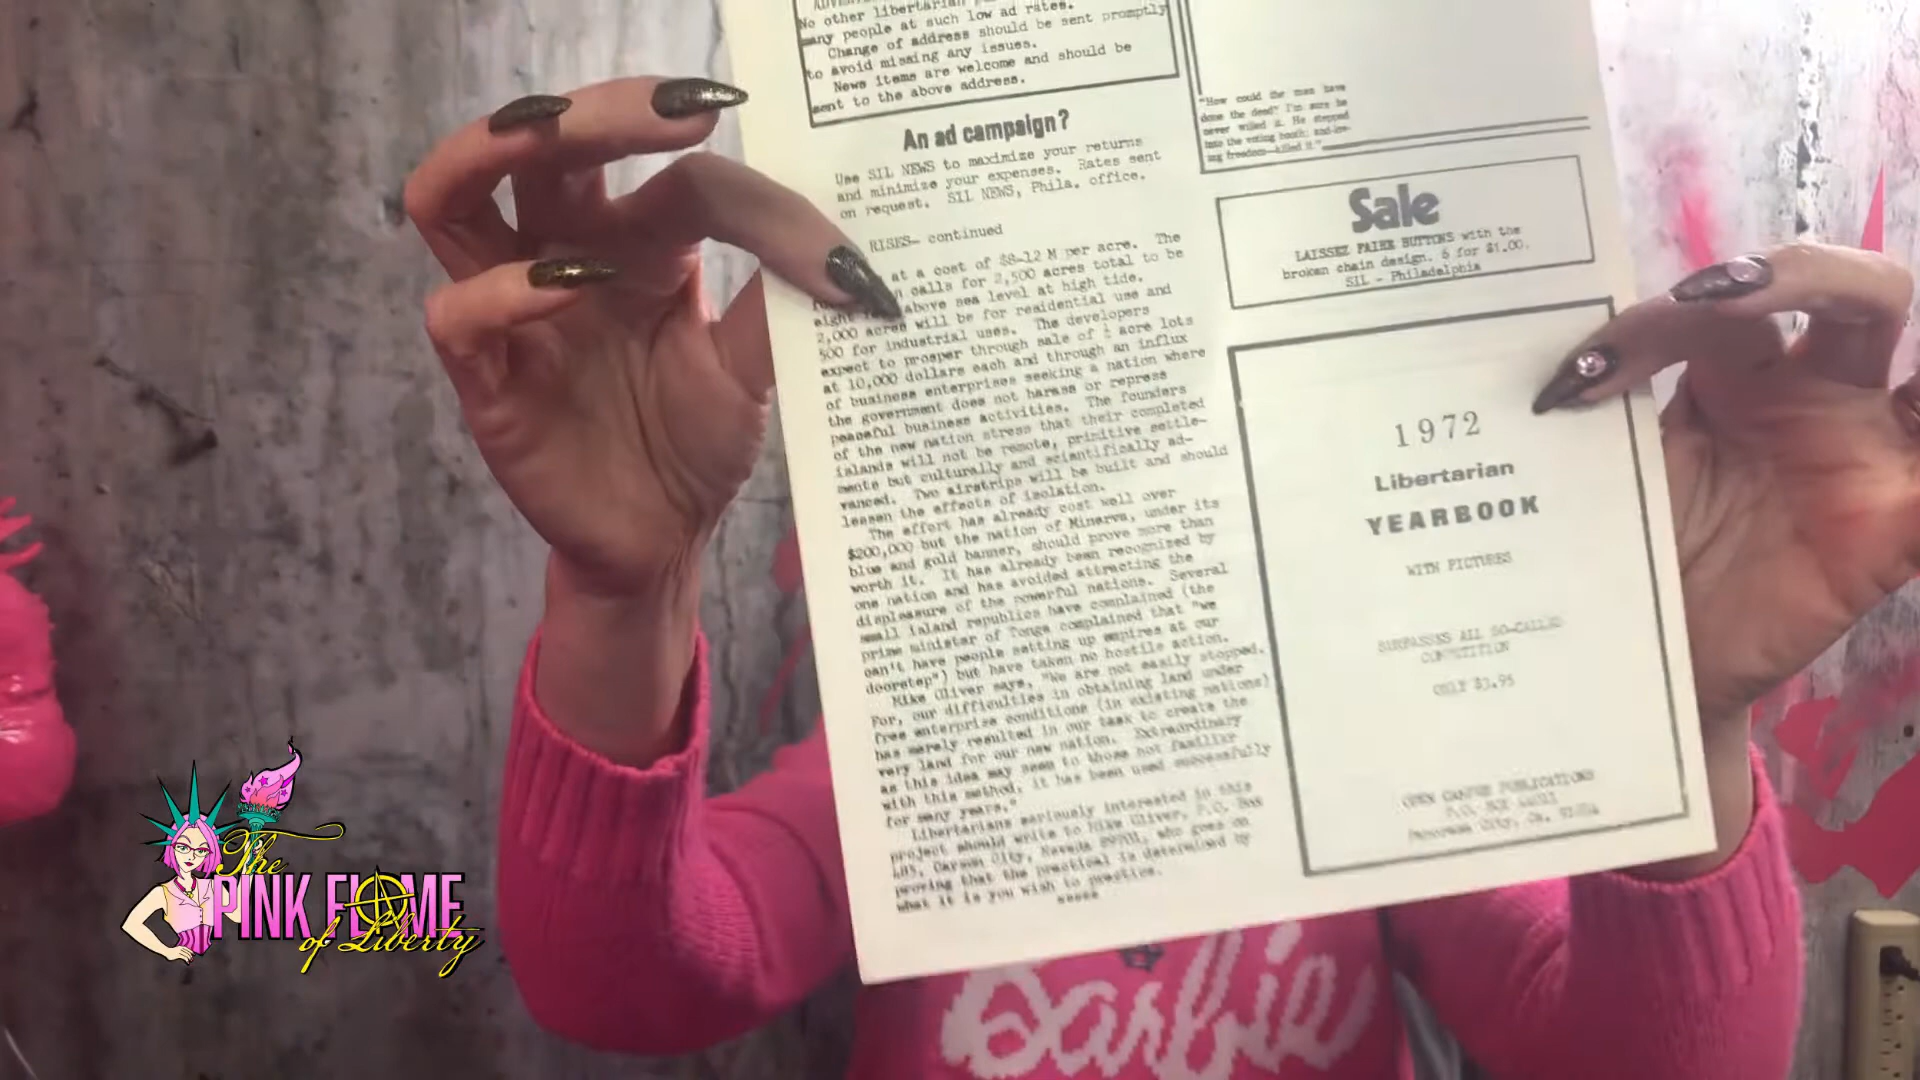 ADVERTI
No other libertarian
many people at such low ad rates.
Change of address should be sent promptly
to avoid missing any issues.
News items are welcome and should be
sent to the above address.
An ad campaign?
Use SIL NEWS to maximize your returns
and minimize your expenses. Rates sent
on request. SIL NEWS, Phila. office.
RISES- continued
at a cost of $8-12 M per acre. The
calls for 2,500 acres total to be
eight above sea level at high tide.
2,000 acres will be for residential use and
500 for industrial uses. The developers
expect to prosper through sale of ¼ acre lots
at 10,000 dollars each and through an influx
of business enterprises seeking a nation where
the government does not harass or repress
peaceful business activities. The founders
of the new nation stress that their completed
islands will not be remote, primitive settle-
ments but culturally and scientifically ad-
vanced. Two airstrips will be built and should
lessen the effects of isolation.
The effort has already cost well over
$200,000 but the nation of Minerva, under its
blue and gold banner, should prove more than
worth it. It has already been recognized by
one nation and has avoided attracting the
displeasure of the powerful nations. Several
small island republics have complained (the
prime minister of Tonga complained that "we
can't have people setting up empires at our
doorstep") but have taken no hostile action.
Mike Oliver says, "We are not easily stopped.
For, our difficulties in obtaining land under
free enterprise conditions (in existing nations)
has merely resulted in our task to create the
very land for our new nation. Extraordinary
as this idea may seem to those not familiar
with this method, it has been used successfully
for many years."
Libertarians seriously interested in this
project should write to Mike Oliver, P.O. Box
485, Carson City, Nevada 89701, who goes on
proving that the practical is determined by
what it is you wish to practice.
"How could the man have
done the deed? I'm sure he
never willed it. He stepped
into the voting booth; and-lov-
ing freedom-killed it."
Sale
LAISSEZ FAIRE BUTTONS with the
broken chain design. 6 for $1.00.
SIL - Philadelphia
1972
Libertarian
YEARBOOK
WITH PICTURES
SURPASSES ALL SO-CALLED
COMPETITION
ONLY $3.95
PUBLICATIONS
P.O. BOX
City, Ca.
Barbie
The
PINK FLAME
of Liberty